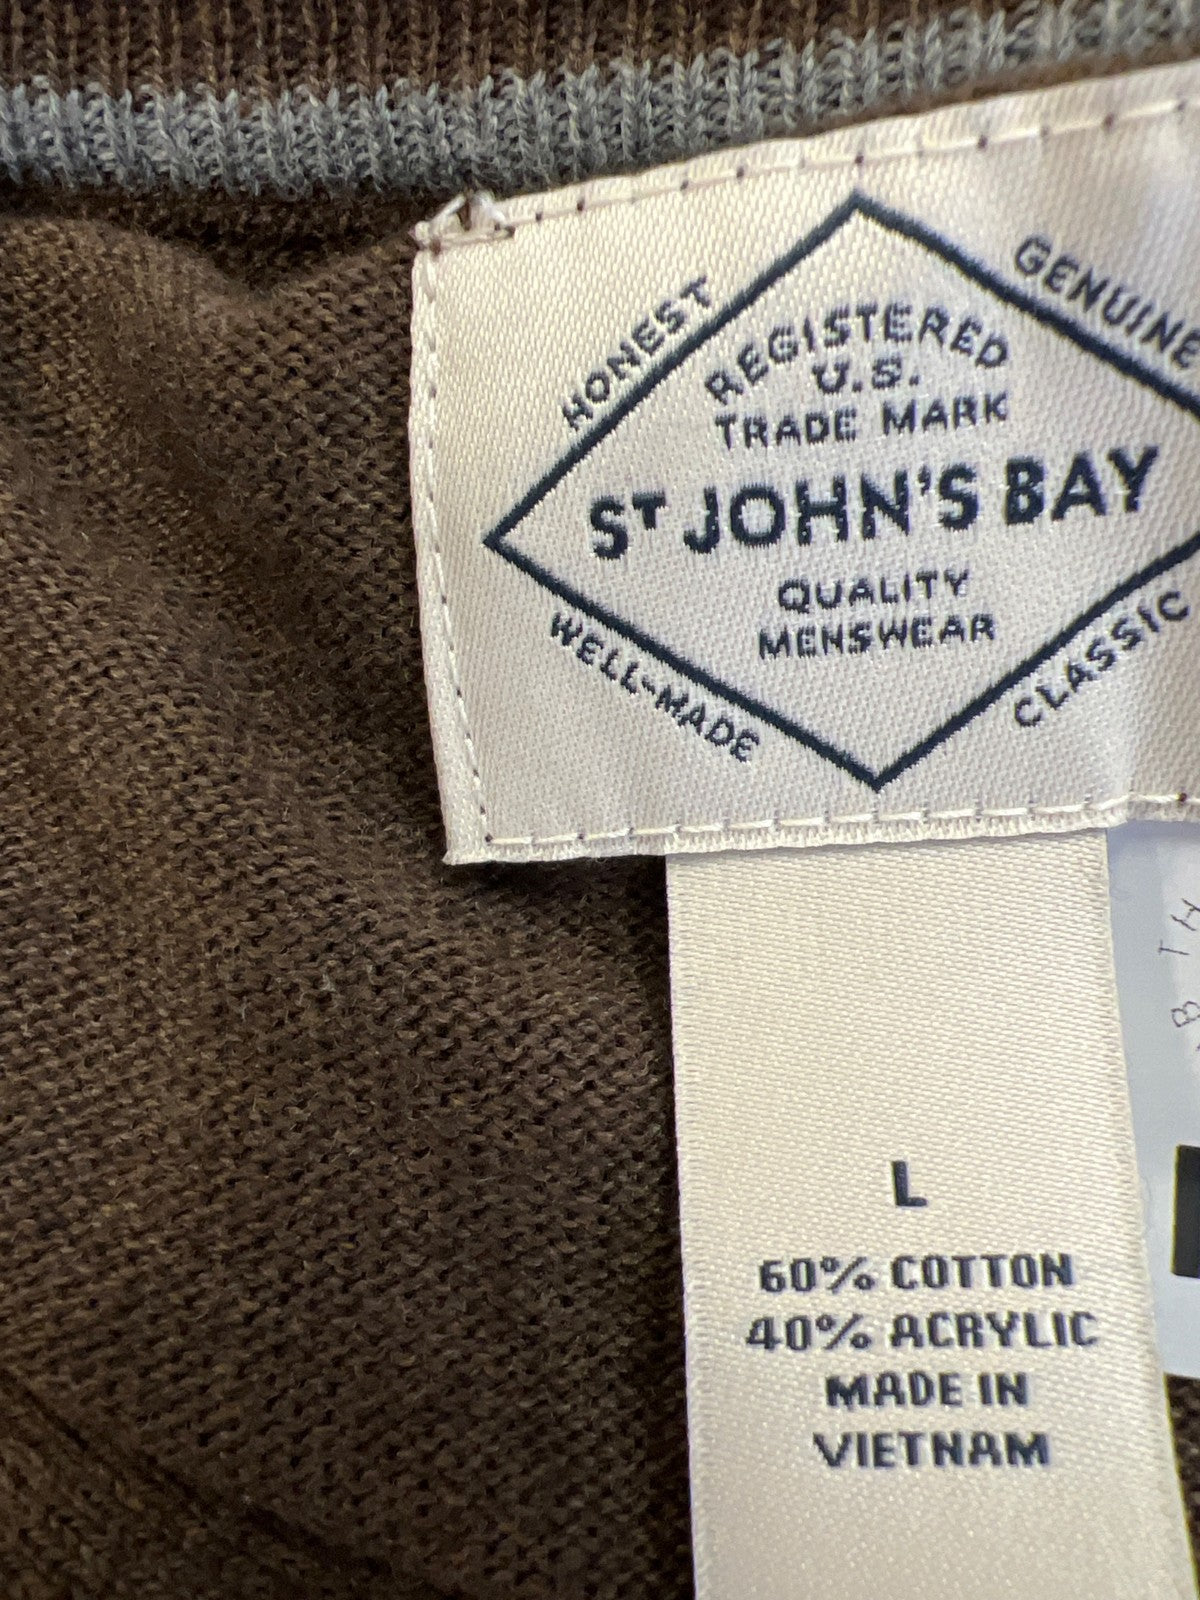 HONEST
GENUINE
REGISTERED
U.S.
TRADE MARK
ST JOHN'S BAY
QUALITY
MENSWEAR
WELL-MADE
CLASSIC
L
60% COTTON
40% ACRYLIC
MADE IN
VIETNAM